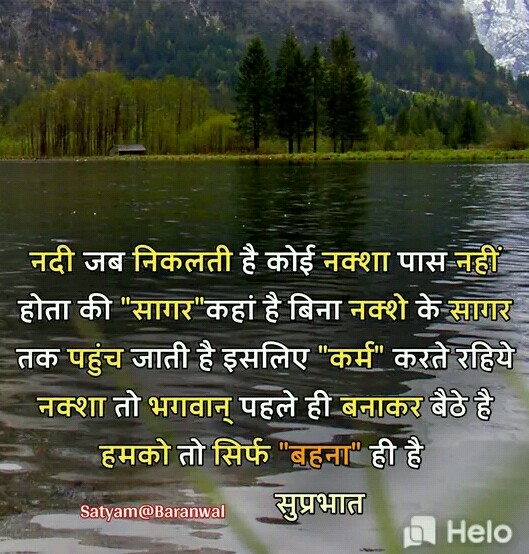 नदी जब निकलती है कोई नक्शा पास नहीं
होता की "सागर"कहां है बिना नक्शे के सागर
तक पहुंच जाती है इसलिए "कर्म" करते रहिये
नक्शा तो भगवान् पहले ही बनाकर बैठे है
हमको तो सिर्फ "बहना" ही है
सुप्रभात
Satyam@Baranwal
Helo